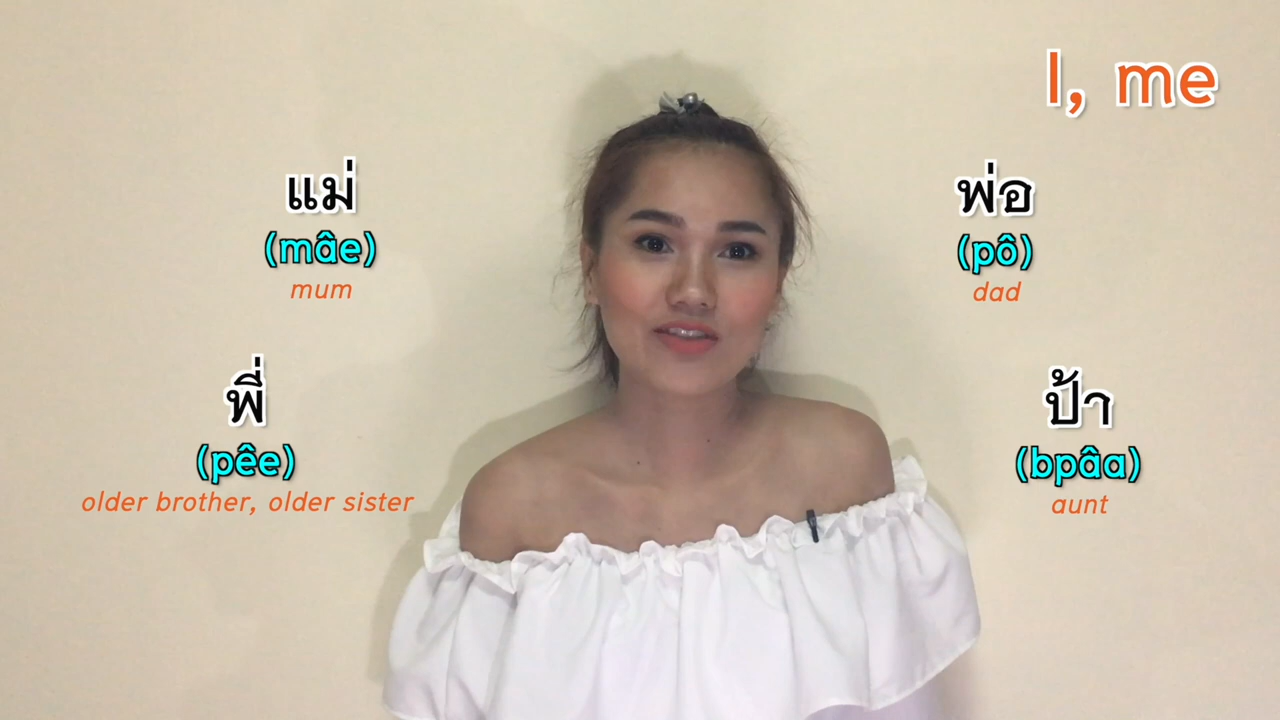 I, me
แม่
(mâe)
mum
พ่อ
(pô)
dad
พี่
(pêe)
older brother, older sister
ป้า
(bpâa)
aunt